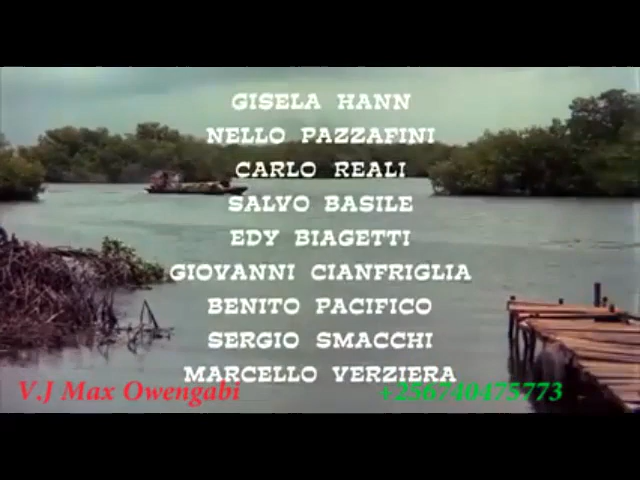 GISELA HANN
NELLO PAZZAFINI
CARLO REALI
SALVO BASILE
EDY BIAGETTI
GIOVANNI CIANFRIGLIA
BENITO PACIFICO
SERGIO SMACCHI
MARCELLO VERZIERA
V.J Max Owengabi
+256740475773